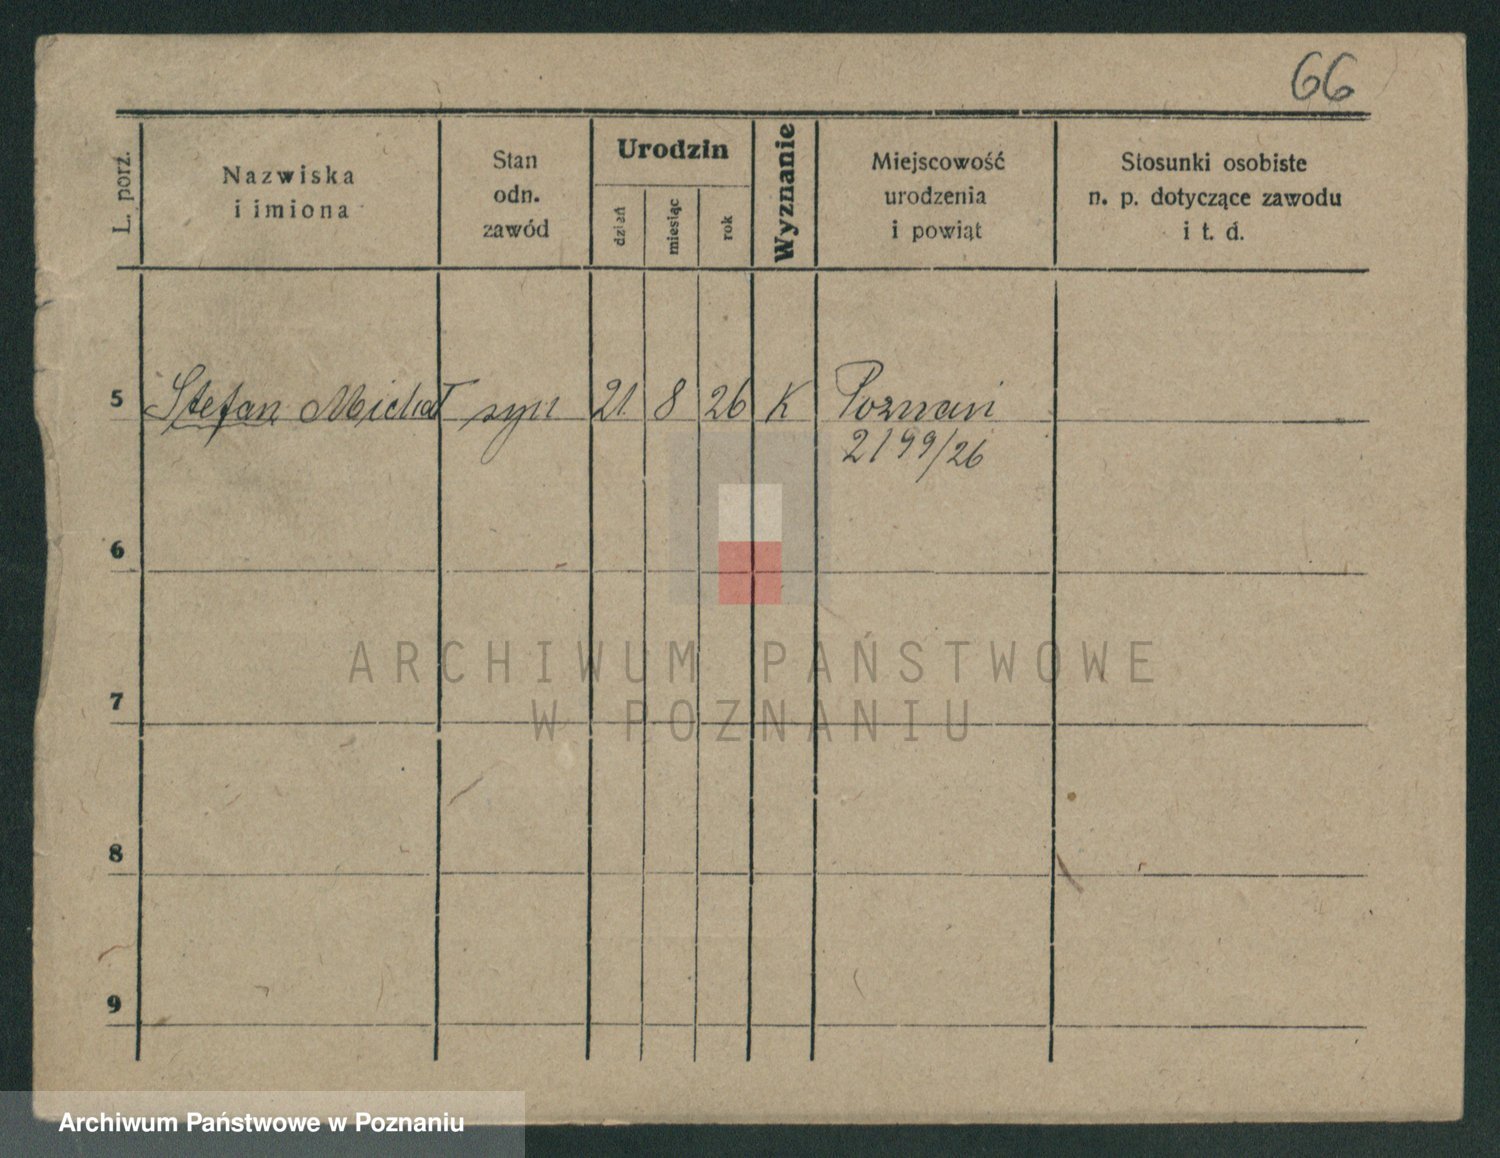 66
L. porz.
Nazwiska
i imiona
Stan
odn.
zawód
Urodzin
dzień
miesiąc
rok
Wyznanie
Miejscowość
urodzenia
i powiąt
Stosunki osobiste
n. p. dotyczące zawodu
i t. d.
5 Stefan Michał syn 21. 8 26 K Poznań
2199/26
6
7
8
9
ARCHIWUM PAŃSTWOWE
W POZNANIU
Archiwum Państwowe w Poznaniu